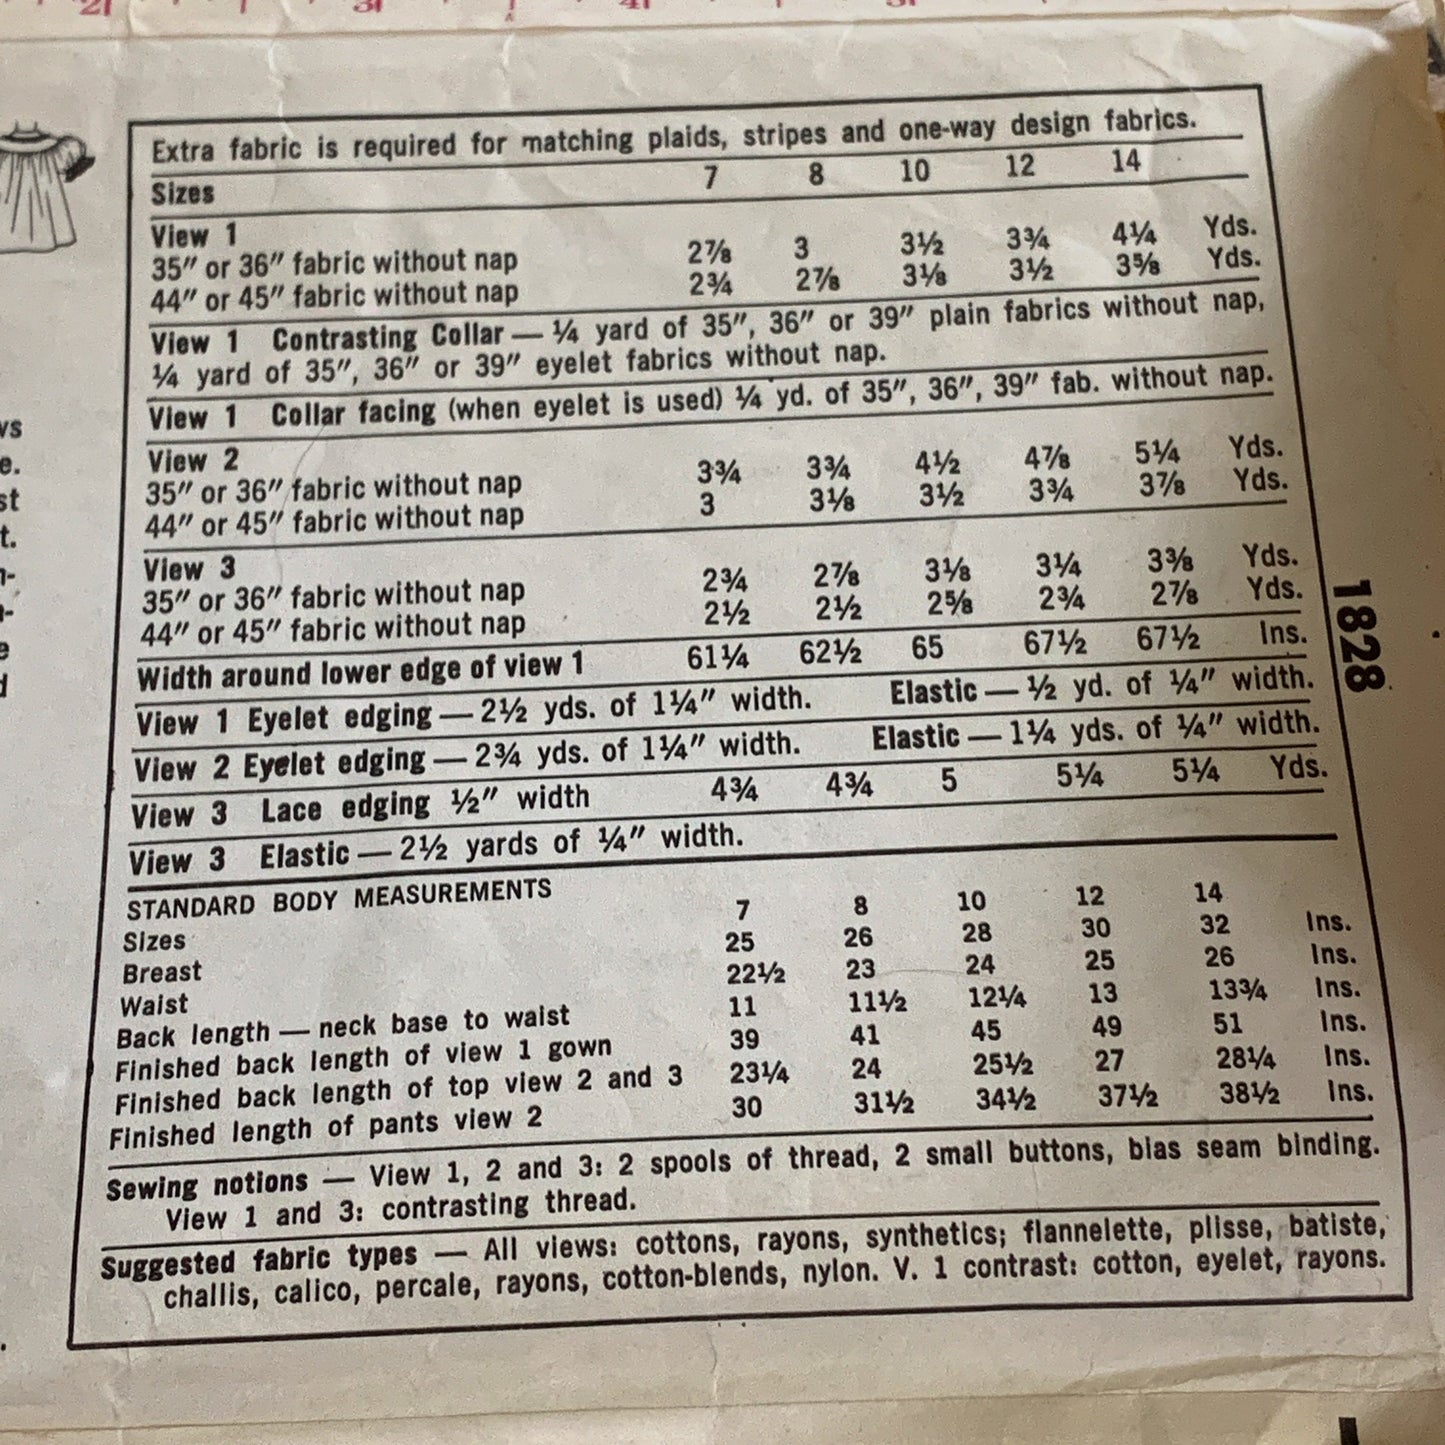 Extra fabric is required for matching plaids, stripes and one-way design fabrics.
Sizes 7 8 10 12 14
View 1
35" or 36" fabric without nap 2⅞ 3 3½ 3¾ 4¼ Yds.
44" or 45" fabric without nap 2¾ 2⅞ 3⅛ 3½ 3⅝ Yds.
View 1 Contrasting Collar — ¼ yard of 35", 36" or 39" plain fabrics without nap,
¼ yard of 35", 36" or 39" eyelet fabrics without nap.
View 1 Collar facing (when eyelet is used) ¼ yd. of 35", 36", 39" fab. without nap.
View 2
35" or 36" fabric without nap 3¾ 3¾ 4½ 4⅞ 5¼ Yds.
44" or 45" fabric without nap 3 3⅛ 3½ 3¾ 3⅞ Yds.
View 3
35" or 36" fabric without nap 2¾ 2⅞ 3⅛ 3¼ 3⅜ Yds.
44" or 45" fabric without nap 2½ 2½ 2⅝ 2¾ 2⅞ Yds.
Width around lower edge of view 1 61¼ 62½ 65 67½ 67½ Ins.
View 1 Eyelet edging — 2½ yds. of 1¼" width. Elastic — ½ yd. of ¼" width.
View 2 Eyelet edging — 2¾ yds. of 1¼" width. Elastic — 1¼ yds. of ¼" width.
View 3 Lace edging ½" width 4¾ 4¾ 5 5¼ 5¼ Yds.
View 3 Elastic — 2½ yards of ¼" width.
STANDARD BODY MEASUREMENTS
Sizes 7 8 10 12 14
Breast 25 26 28 30 32 Ins.
Waist 22½ 23 24 25 26 Ins.
Back length — neck base to waist 11 11½ 12¼ 13 13¾ Ins.
Finished back length of view 1 gown 39 41 45 49 51 Ins.
Finished back length of top view 2 and 3 23¼ 24 25½ 27 28¼ Ins.
Finished length of pants view 2 30 31½ 34½ 37½ 38½ Ins.
Sewing notions — View 1, 2 and 3: 2 spools of thread, 2 small buttons, bias seam binding.
View 1 and 3: contrasting thread.
Suggested fabric types — All views: cottons, rayons, synthetics; flannelette, plisse, batiste,
challis, calico, percale, rayons, cotton-blends, nylon. V. 1 contrast: cotton, eyelet, rayons.
1828